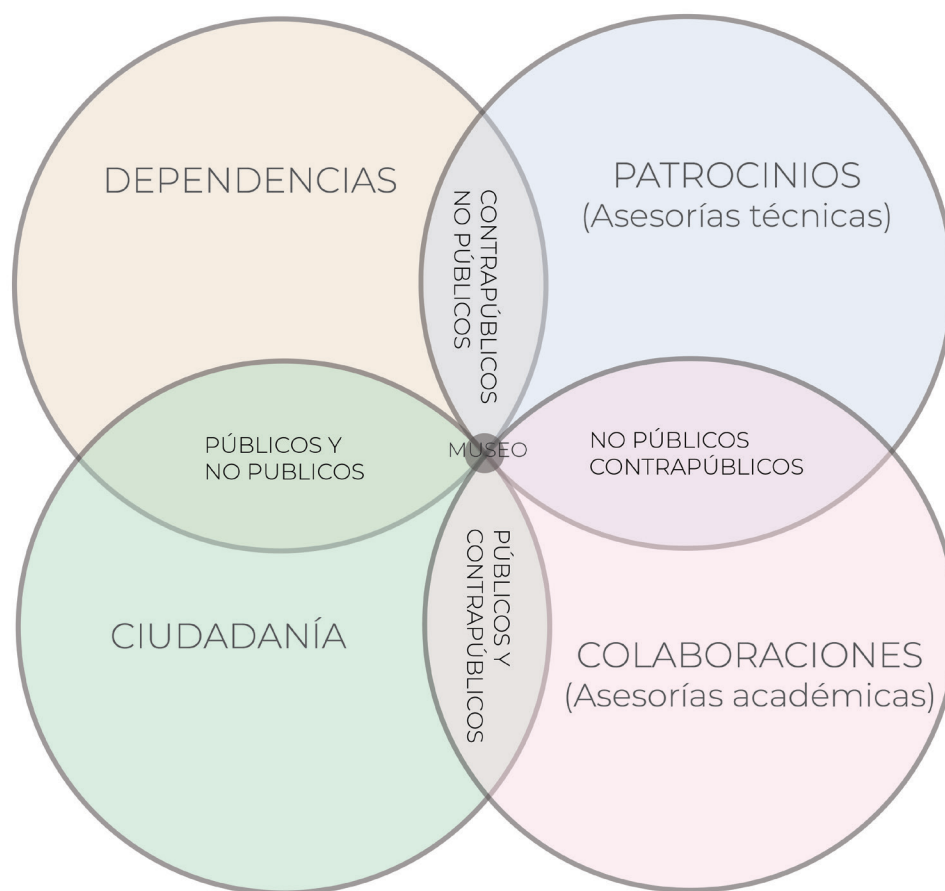 DEPENDENCIAS
PATROCINIOS
(Asesorías técnicas)
CONTRAPÚBLICOS
NO PÚBLICOS
PÚBLICOS Y
NO PUBLICOS
MUSEO
NO PÚBLICOS
CONTRAPÚBLICOS
PÚBLICOS Y
CONTRAPÚBLICOS
CIUDADANÍA
COLABORACIONES
(Asesorías académicas)